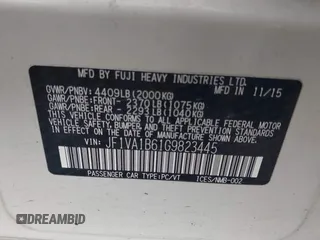 MFD BY FUJI HEAVY INDUSTRIES LTD.
GVWR/PNBV: 4409LB(2000KG) IN 11/15
GAWR/PNBE:FRONT- 2370LB(1075KG)
GAWR/PNBE:REAR - 2293LB(1040KG)
THIS VEHICLE CONFORMS TO ALL APPLICABLE FEDERAL MOTOR
VEHICLE SAFETY, BUMPER, AND THEFT PREVENTION
STANDARDS IN EFFECT ON THE DATE OF MANUFACTURE
SHOWN ABOVE.
VIN: JF1VA1B61G9823445
PASSENGER CAR TYPE:PC/VT ICES/NMB-002
DREAMBID
DREAMBID.COM